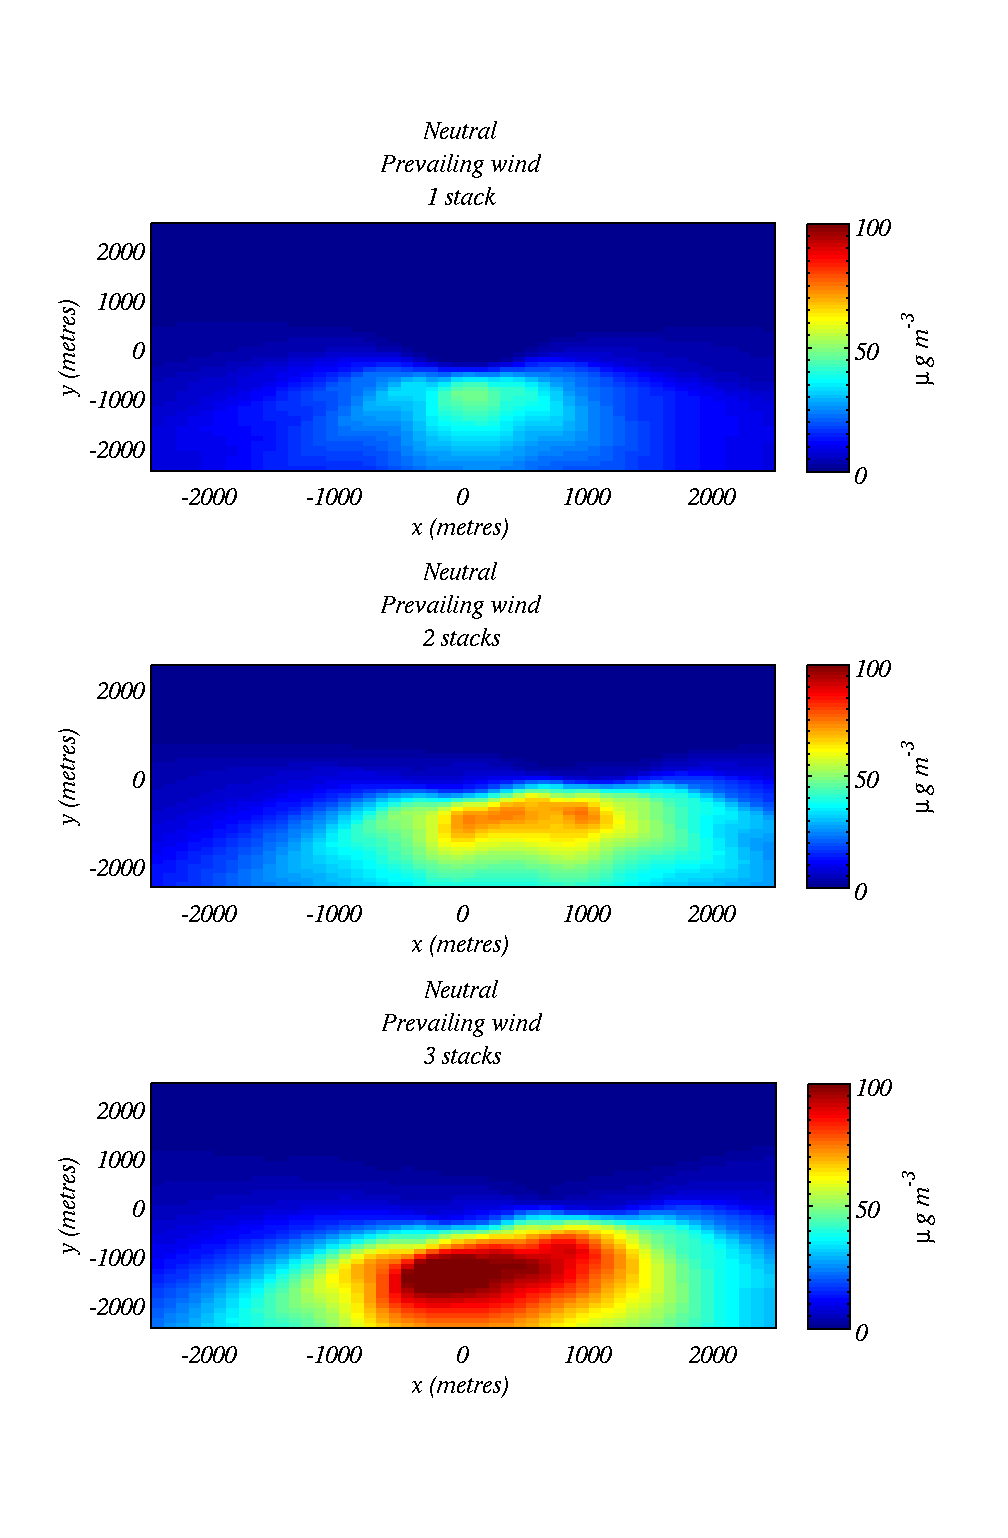 Neutral
Prevailing wind
1 stack
2000
1000
0
-1000
-2000
y (metres)
-2000 -1000 0 1000 2000
x (metres)
100
50
0
μg m-3
Neutral
Prevailing wind
2 stacks
2000
0
-2000
y (metres)
-2000 -1000 0 1000 2000
x (metres)
100
50
0
μg m-3
Neutral
Prevailing wind
3 stacks
2000
1000
0
-1000
-2000
y (metres)
-2000 -1000 0 1000 2000
x (metres)
100
50
0
μg m-3